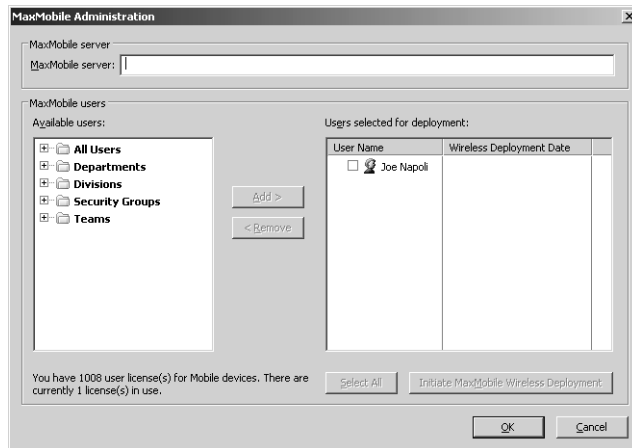 MaxMobile Administration
MaxMobile server
MaxMobile server:
MaxMobile users
Available users:
All Users
Departments
Divisions
Security Groups
Teams
Add >
< Remove
Users selected for deployment:
User Name Wireless Deployment Date
Joe Napoli
You have 1008 user license(s) for Mobile devices. There are
currently 1 license(s) in use.
Select All
Initiate MaxMobile Wireless Deployment
OK
Cancel